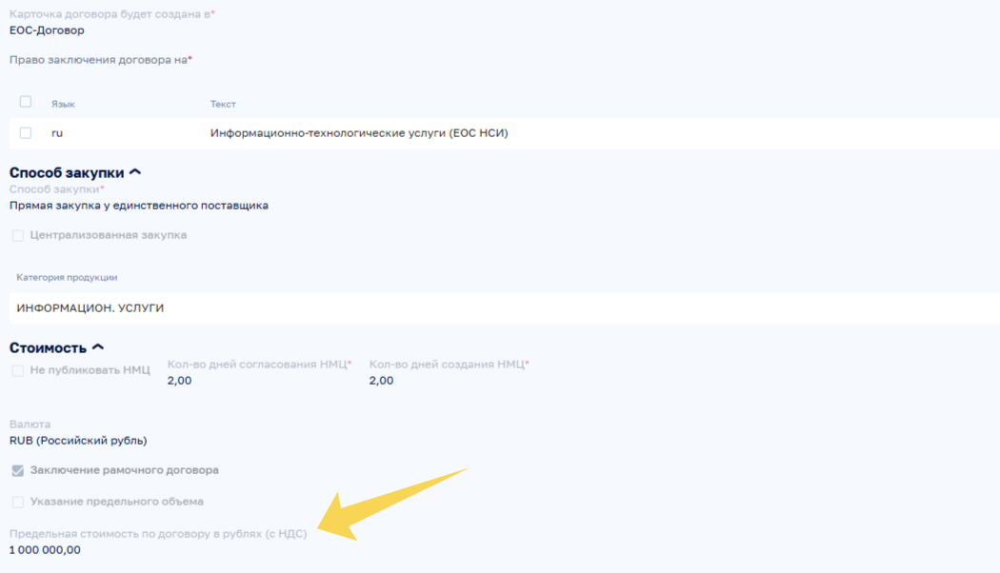 Карточка договора будет создана в*
ЕОС-Договор
Право заключения договора на*
Язык Текст
ru Информационно-технологические услуги (ЕОС НСИ)
Способ закупки
Способ закупки*
Прямая закупка у единственного поставщика
Централизованная закупка
Категория продукции
ИНФОРМАЦИОН. УСЛУГИ
Стоимость
Не публиковать НМЦ Кол-во дней согласования НМЦ* Кол-во дней создания НМЦ*
2,00 2,00
Валюта
RUB (Российский рубль)
Заключение рамочного договора
Указание предельного объема
Предельная стоимость по договору в рублях (с НДС)
1 000 000,00